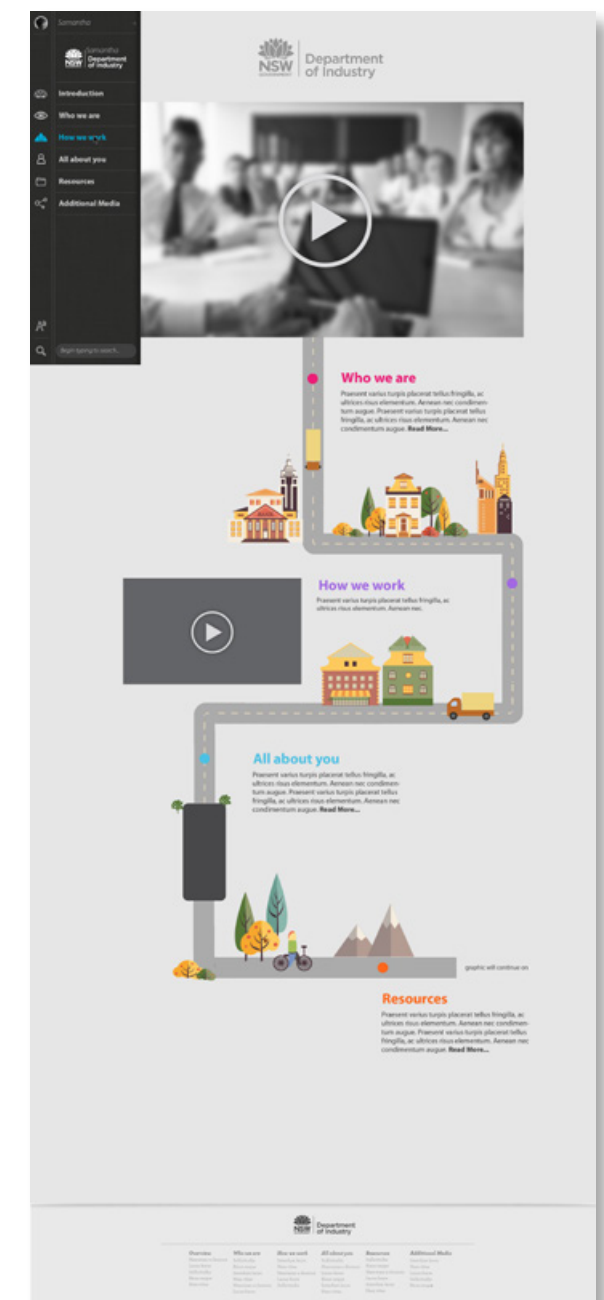 Samantha
Samantha
NSW
Department
of Industry
Introduction
Who we are
How we work
All about you
Resources
Additional Media
Begin typing to search...
NSW
GOVERNMENT
Department
of Industry
Who we are
Praesent varius turpis placerat tellus fringilla, ac
ultrices risus elementum. Aenean nec condimen-
tum augue. Praesent varius turpis placerat tellus
fringilla, ac ultrices risus elementum. Aenean nec
condimentum augue. Read More...
How we work
Praesent varius turpis placerat tellus fringilla, ac
ultrices risus elementum. Aenean nec.
All about you
Praesent varius turpis placerat tellus fringilla, ac
ultrices risus elementum. Aenean nec condimen-
tum augue. Praesent varius turpis placerat tellus
fringilla, ac ultrices risus elementum. Aenean nec
condimentum augue. Read More...
graphic will continue on
Resources
Praesent varius turpis placerat tellus fringilla, ac
ultrices risus elementum. Aenean nec condimen-
tum augue. Praesent varius turpis placerat tellus
fringilla, ac ultrices risus elementum. Aenean nec
condimentum augue. Read More...
NSW
Department
of Industry
Overview
Who we are
How we work
All about you
Resources
Additional Media